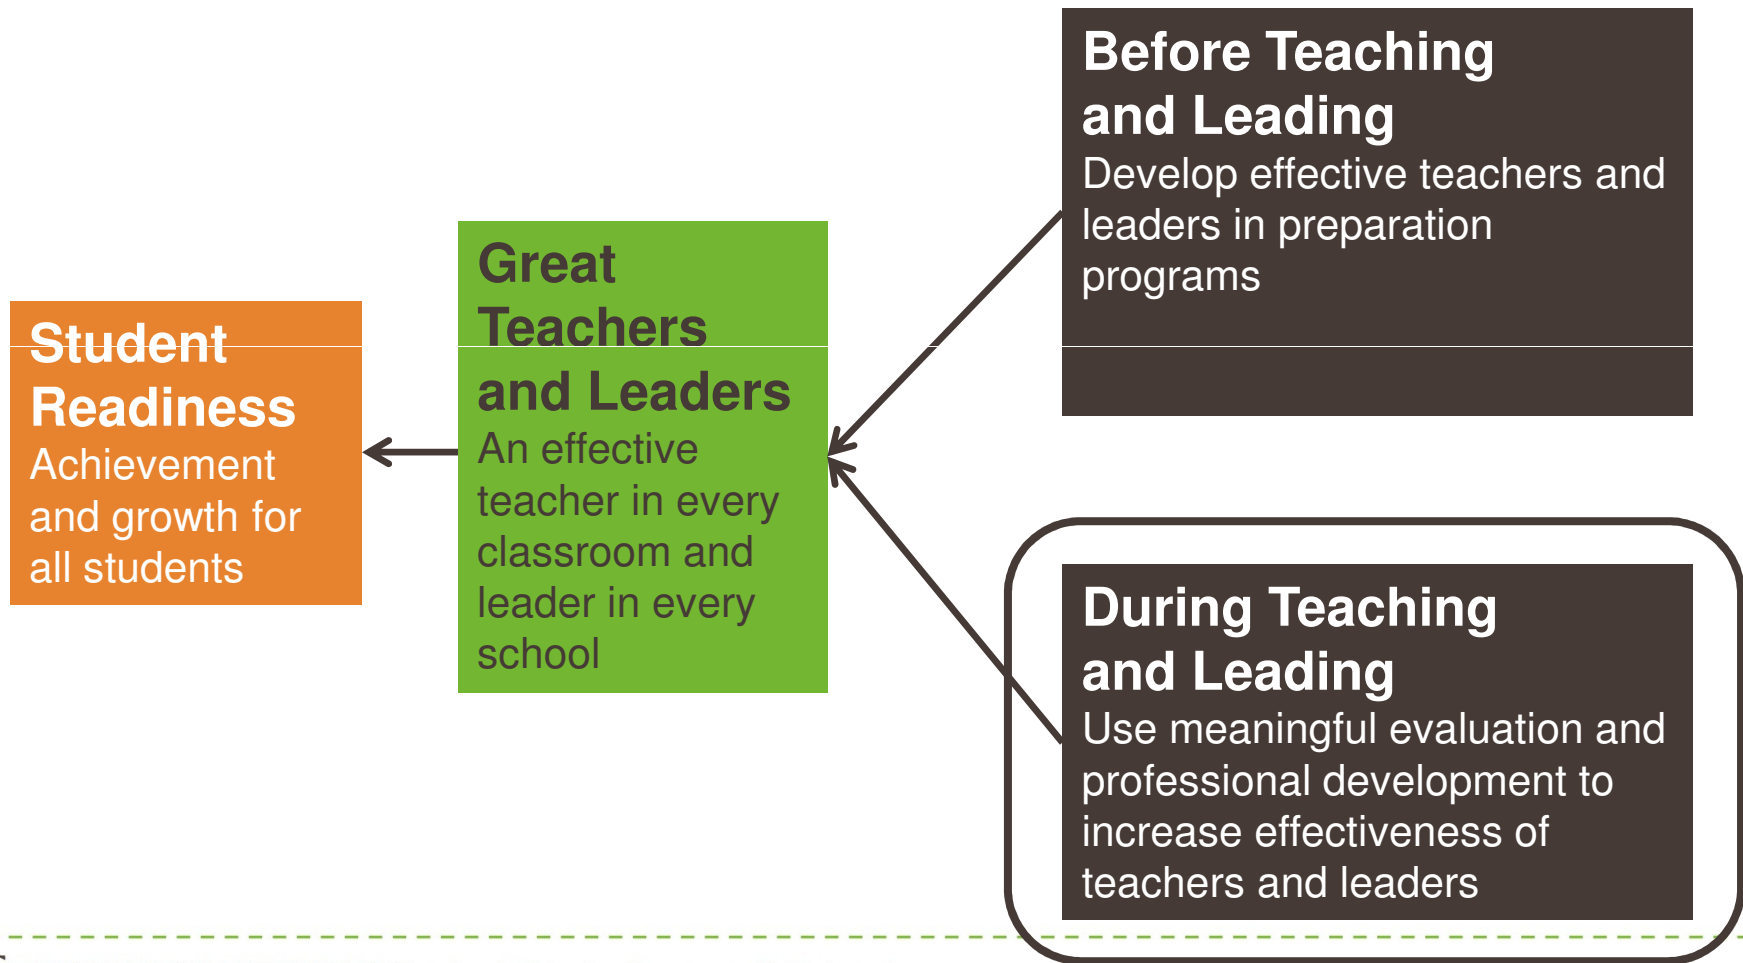 Student
Readiness
Achievement
and growth for
all students
Great
Teachers
and Leaders
An effective
teacher in every
classroom and
leader in every
school
Before Teaching
and Leading
Develop effective teachers and
leaders in preparation
programs
During Teaching
and Leading
Use meaningful evaluation and
professional development to
increase effectiveness of
teachers and leaders